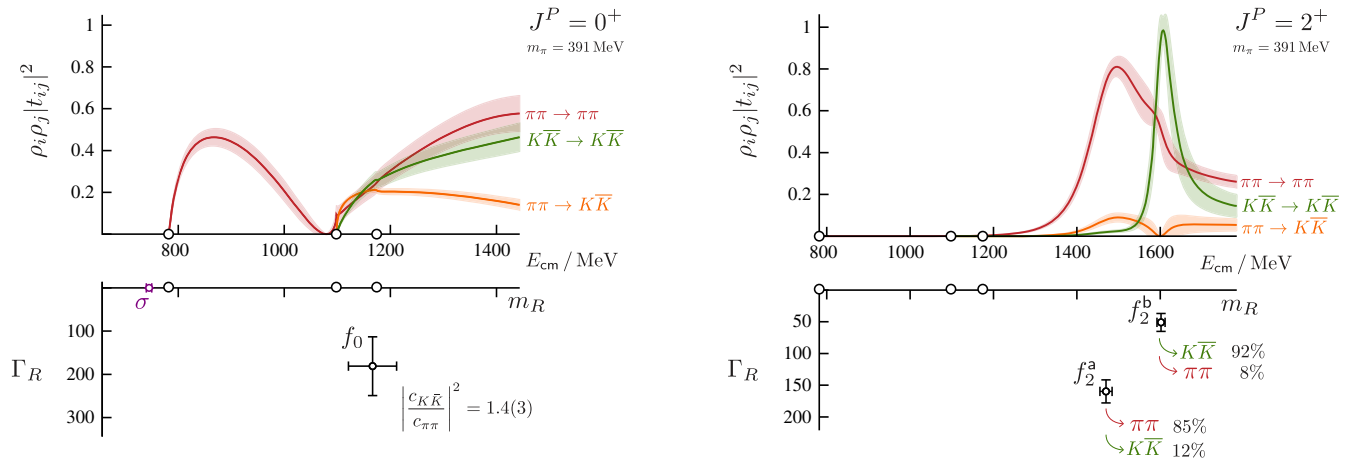 J^P = 0^+
m_π = 391 MeV
ρ_iρ_j|t_ij|^2
1
0.8
0.6
0.4
0.2
ππ → ππ
KK̅ → KK̅
ππ → KK̅
800
1000
1200
1400
E_cm / MeV
σ
m_R
Γ_R
100
200
300
f_0
|c_KK̅ / c_ππ|^2 = 1.4(3)
J^P = 2^+
m_π = 391 MeV
ρ_iρ_j|t_ij|^2
1
0.8
0.6
0.4
0.2
ππ → ππ
KK̅ → KK̅
ππ → KK̅
800
1000
1200
1400
1600
E_cm / MeV
m_R
Γ_R
50
100
150
200
f_2^b
KK̅ 92%
ππ 8%
f_2^a
ππ 85%
KK̅ 12%